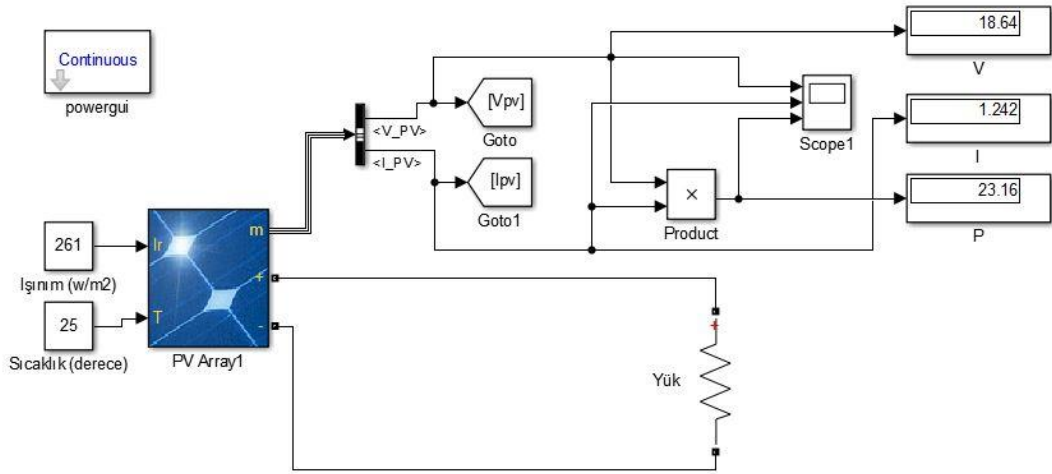 Continuous
powergui
<V_PV>
<I_PV>
[Vpv]
Goto
[Ipv]
Goto1
×
Product
Scope1
18.64
V
1.242
I
23.16
P
261
Işınım (w/m2)
25
Sıcaklık (derece)
Ir
T
m
+
-
PV Array1
+
Yük